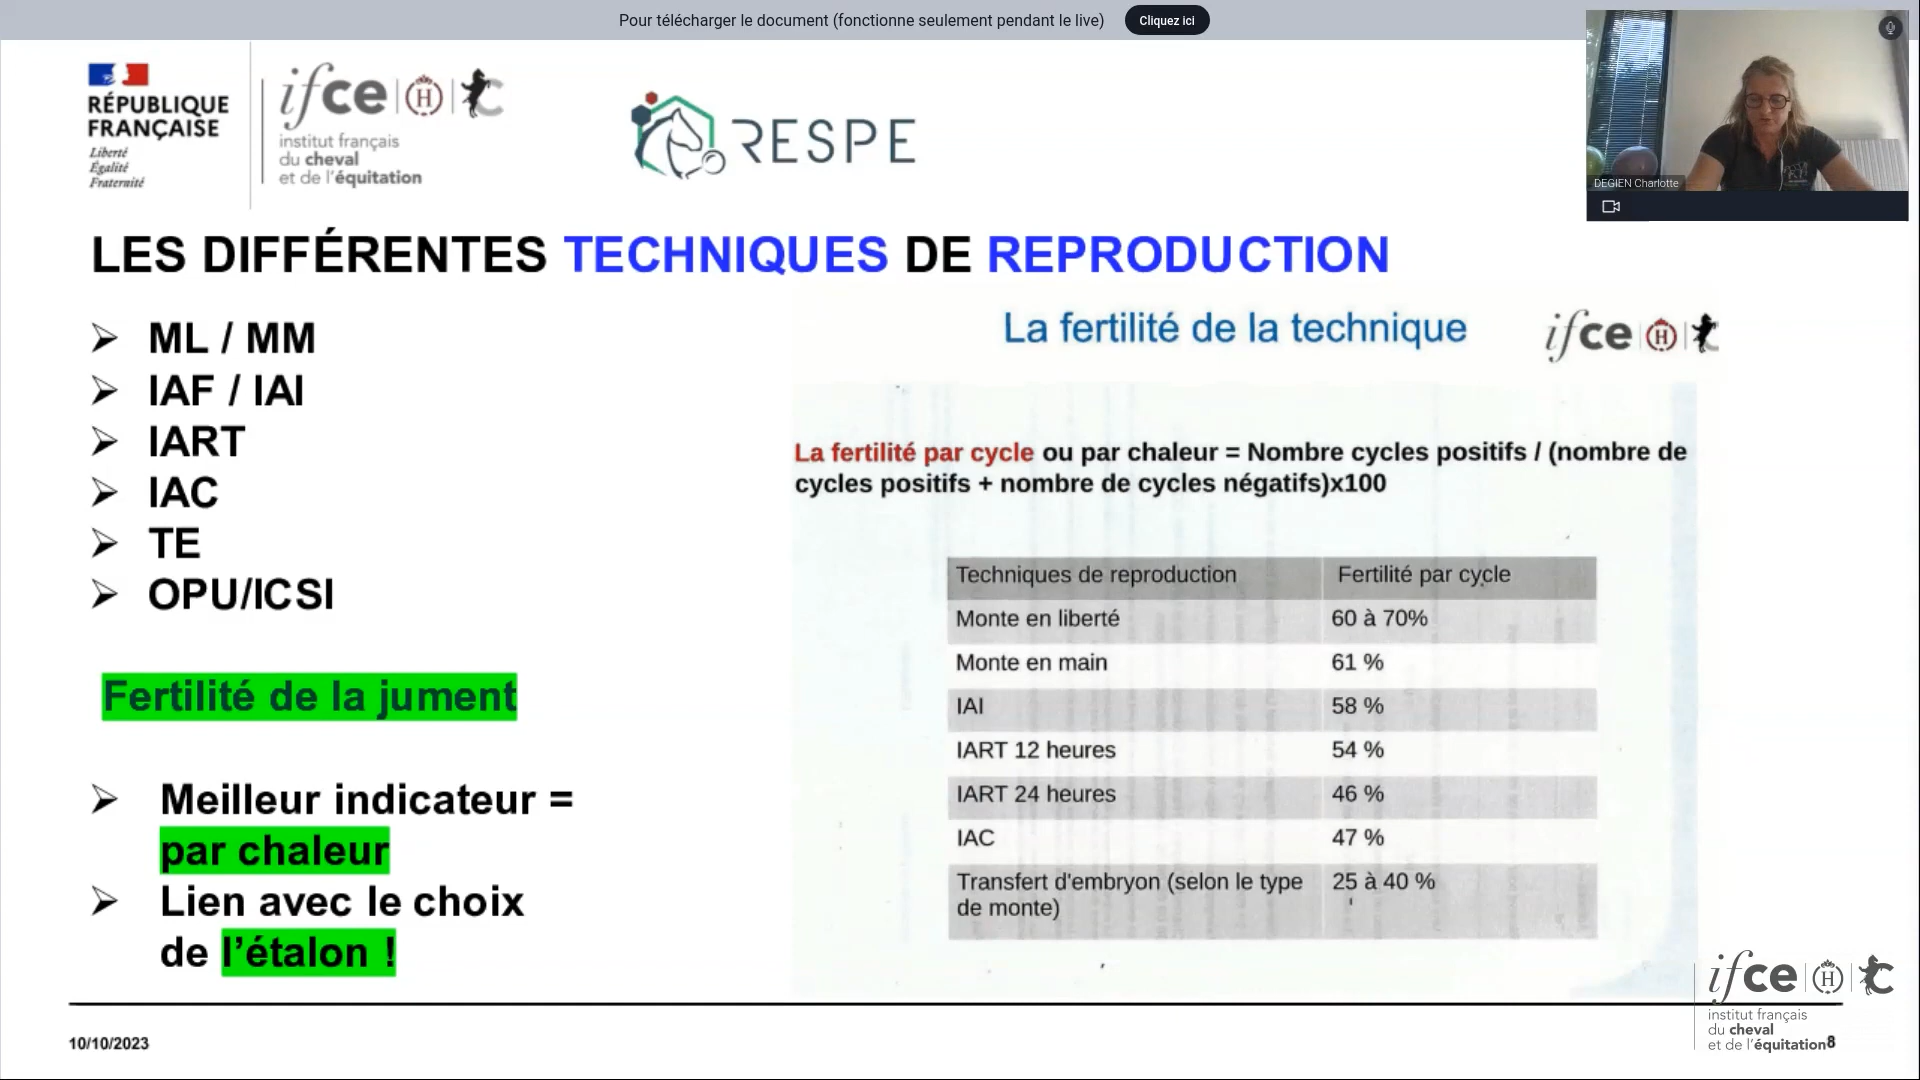 Pour télécharger le document (fonctionne seulement pendant le live) Cliquez ici
RÉPUBLIQUE
FRANÇAISE
Liberté
Égalité
Fraternité
ifce H C
institut français
du cheval
et de l'équitation
RESPE
DEGIEN Charlotte
LES DIFFÉRENTES TECHNIQUES DE REPRODUCTION
➢ ML / MM
➢ IAF / IAI
➢ IART
➢ IAC
➢ TE
➢ OPU/ICSI
Fertilité de la jument
➢ Meilleur indicateur =
par chaleur
➢ Lien avec le choix
de l'étalon !
La fertilité de la technique
ifce H C
La fertilité par cycle ou par chaleur = Nombre cycles positifs / (nombre de
cycles positifs + nombre de cycles négatifs)x100
Techniques de reproduction Fertilité par cycle
Monte en liberté 60 à 70%
Monte en main 61 %
IAI 58 %
IART 12 heures 54 %
IART 24 heures 46 %
IAC 47 %
Transfert d'embryon (selon le type 25 à 40 %
de monte)
ifce H C
institut français
du cheval
et de l'équitation
10/10/2023
8